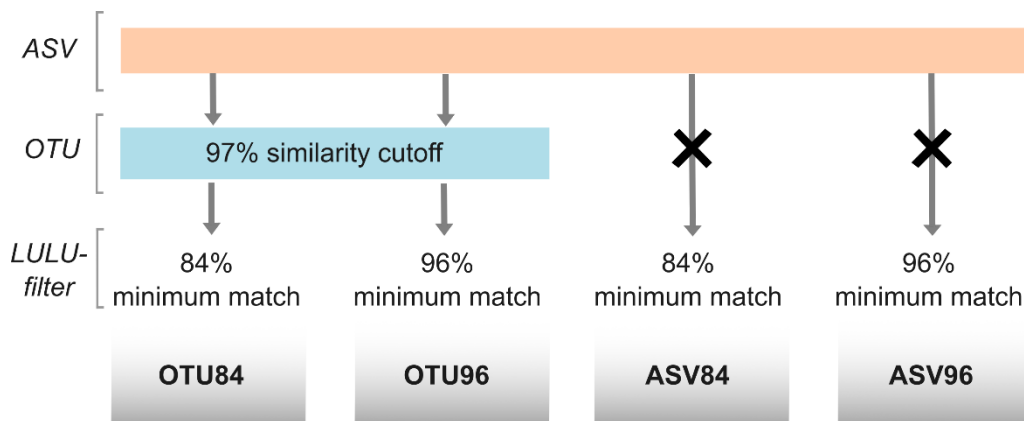 ASV
OTU
97% similarity cutoff
LULU-
filter
84%
minimum match
96%
minimum match
84%
minimum match
96%
minimum match
OTU84
OTU96
ASV84
ASV96